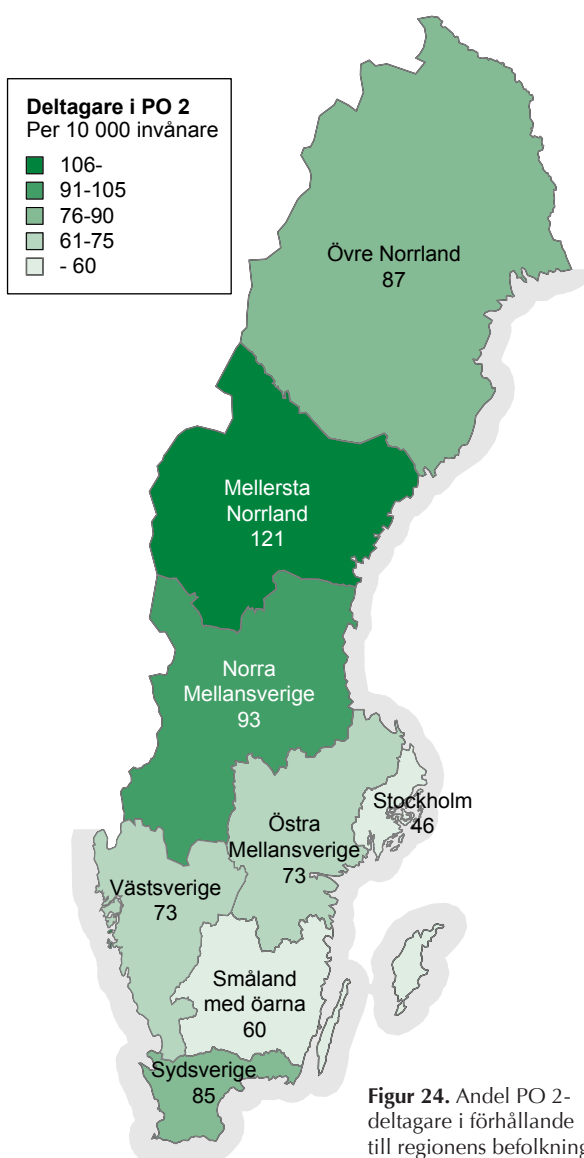 Deltagare i PO 2
Per 10 000 invånare
106-
91-105
76-90
61-75
- 60
Övre Norrland
87
Mellersta
Norrland
121
Norra
Mellansverige
93
Stockholm
46
Östra
Mellansverige
73
Västsverige
73
Småland
med öarna
60
Sydsverige
85
Figur 24. Andel PO 2-
deltagare i förhållande
till regionens befolkning